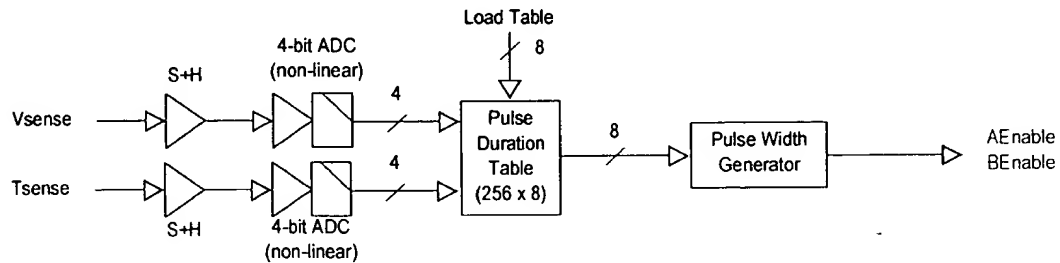 Load Table
8
4-bit ADC
(non-linear)
S+H
4
Vsense
Pulse
Duration
Table
(256 x 8)
8
Pulse Width
Generator
AEnable
BEnable
4
Tsense
S+H
4-bit ADC
(non-linear)